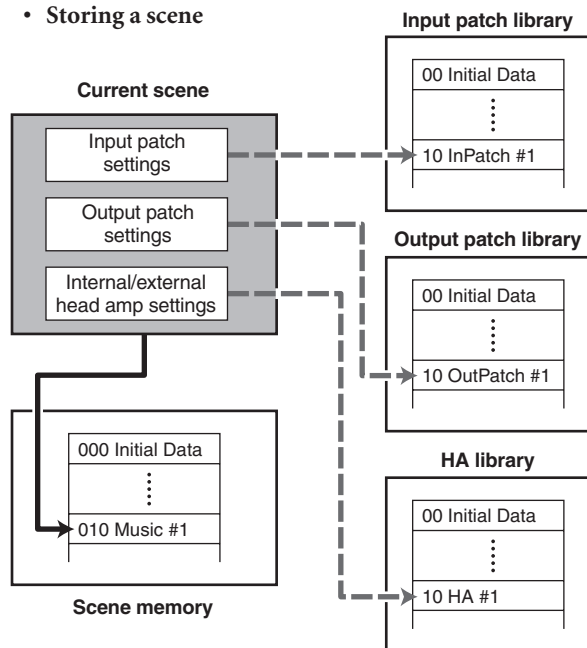 • Storing a scene
Current scene
Input patch
settings
Output patch
settings
Internal/external
head amp settings
000 Initial Data
010 Music #1
Scene memory
Input patch library
00 Initial Data
10 InPatch #1
Output patch library
00 Initial Data
10 OutPatch #1
HA library
00 Initial Data
10 HA #1